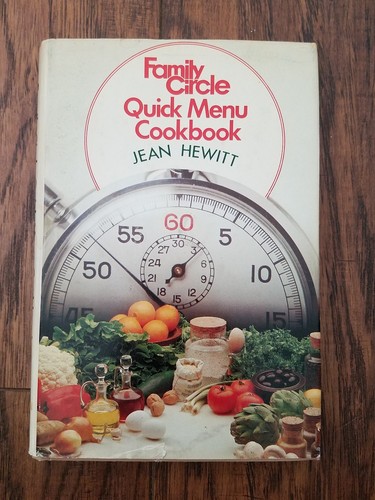 Family
Circle
Quick Menu
Cookbook
JEAN HEWITT
60
55
5
50
10
27 30 3
24
6
21
9
18 15 12
45
15